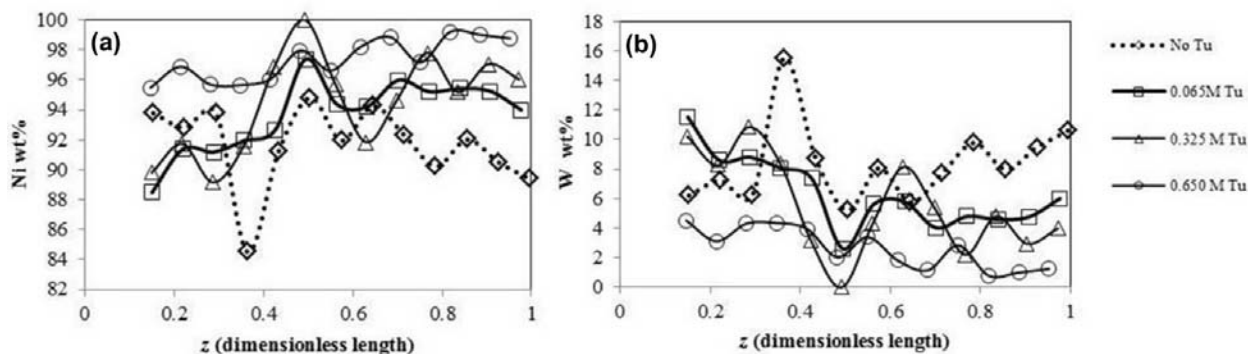 (a)
Ni wt%
100
98
96
94
92
90
88
86
84
82
0 0.2 0.4 0.6 0.8 1
z (dimensionless length)
(b)
W wt%
18
16
14
12
10
8
6
4
2
0
0 0.2 0.4 0.6 0.8 1
z (dimensionless length)
No Tu
0.065M Tu
0.325 M Tu
0.650 M Tu